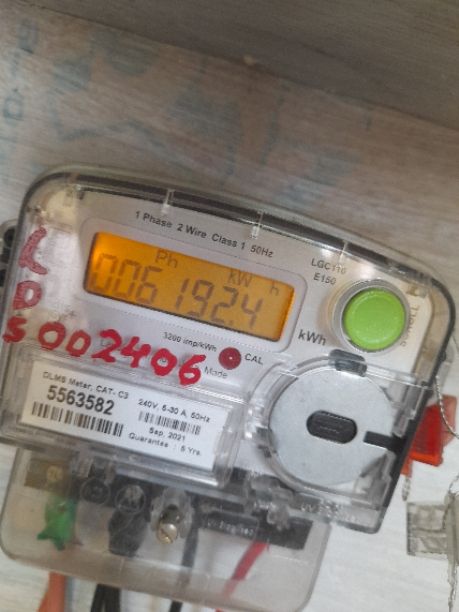 1 Phase 2 Wire Class 1 50Hz
LGC110
E150
Ph kW h
006192.4
kWh
3200 imp/kWh
CAL
Made
S002406
DLMS Meter, CAT- C3
5563582
240V, 5-30 A, 50Hz
Sep, 2021
Guarantee : 5 Yrs.